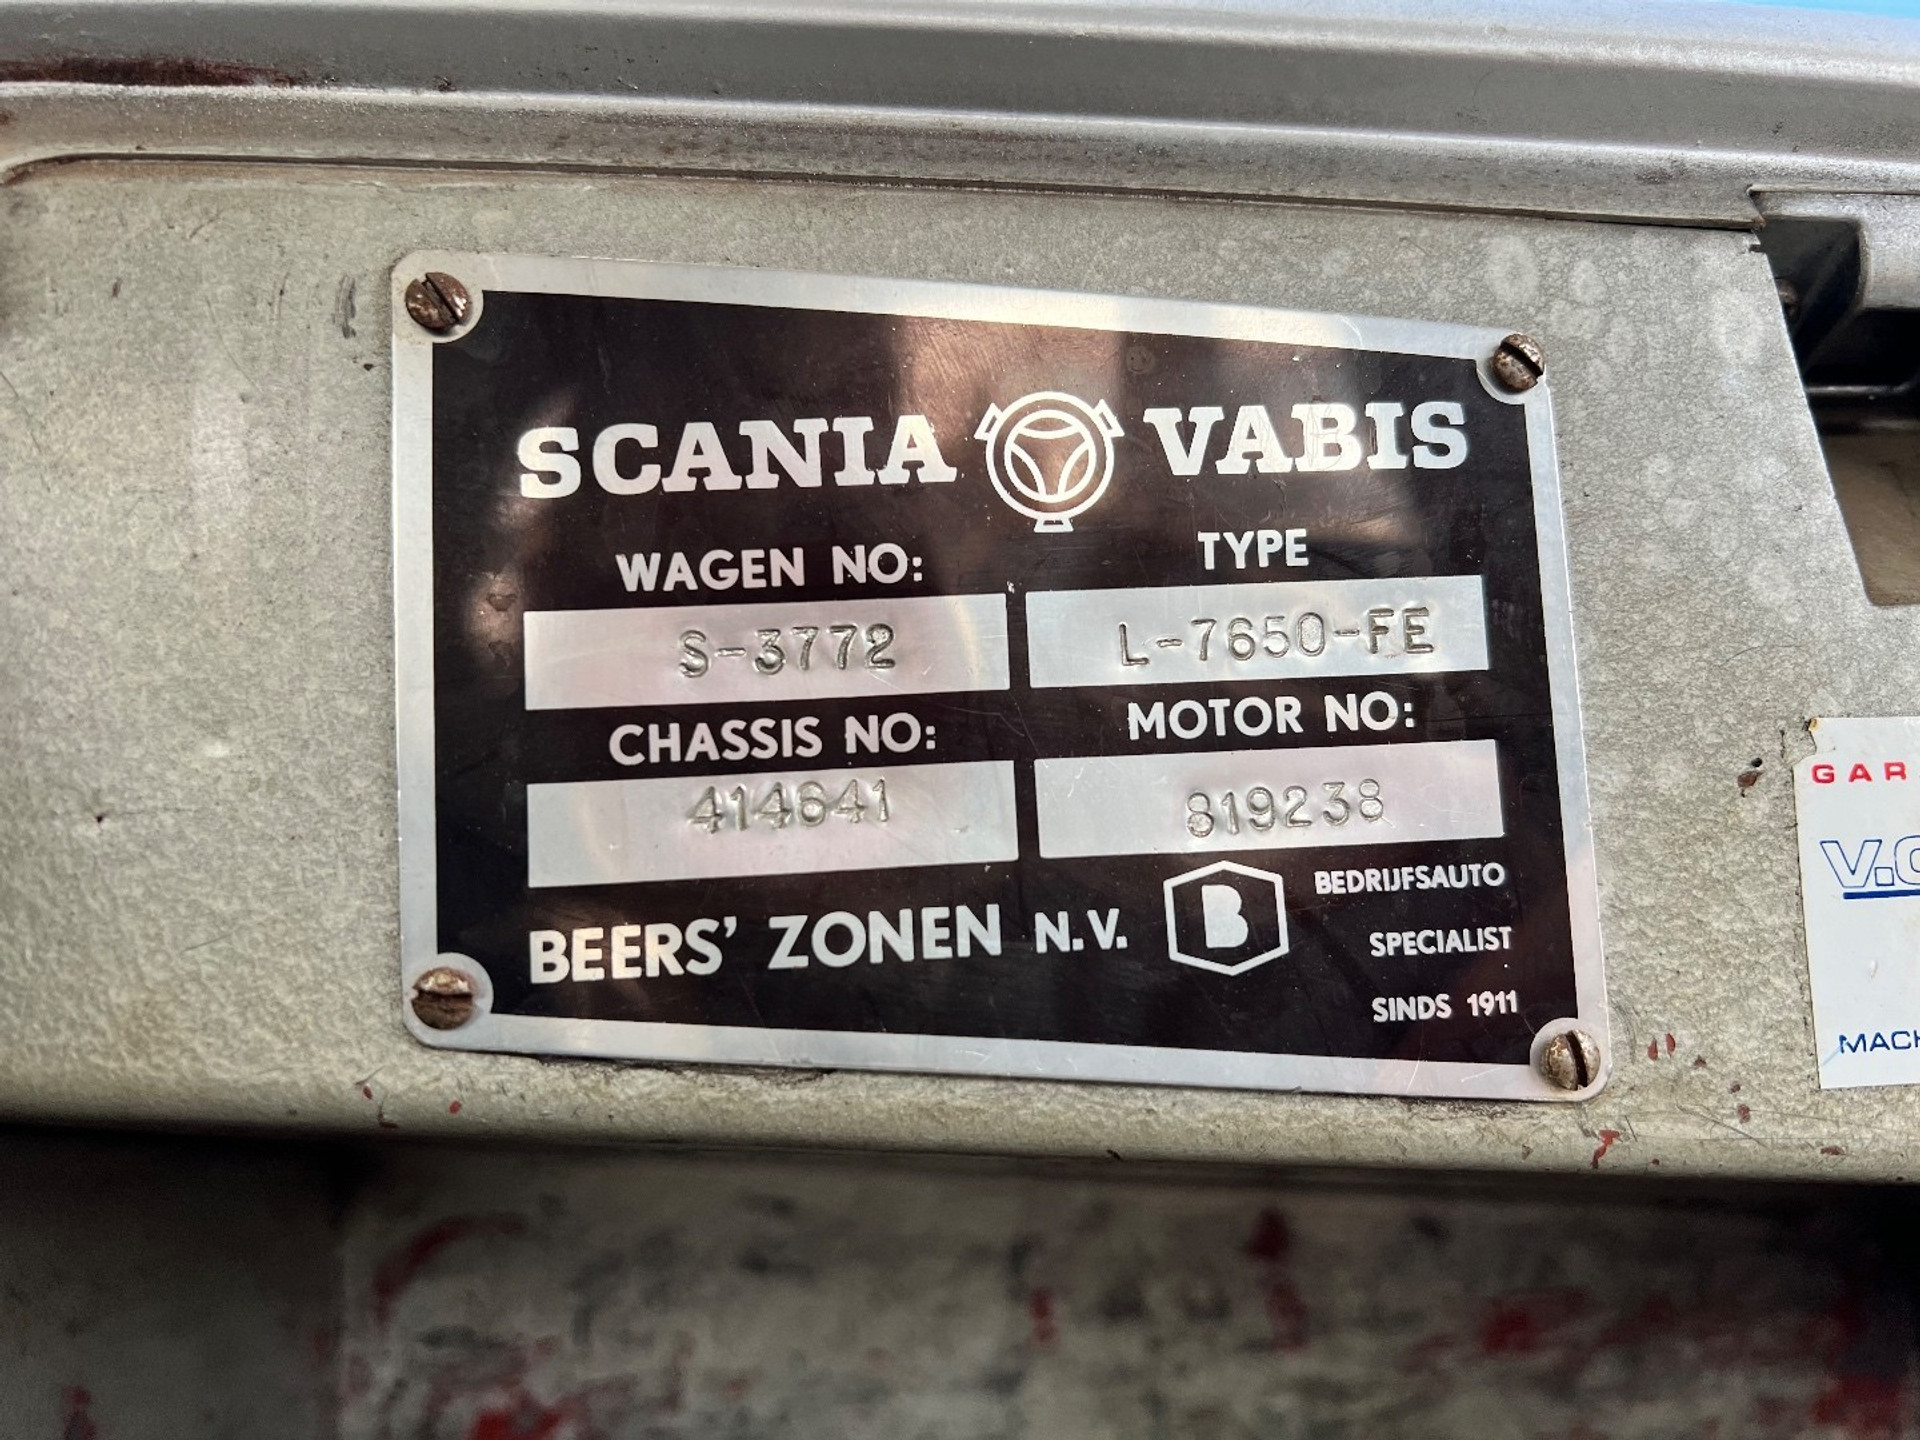 SCANIA VABIS
WAGEN NO: TYPE
S-3772 L-7650-FE
CHASSIS NO: MOTOR NO:
414641 819238
BEERS' ZONEN N.V. B BEDRIJFSAUTO
SPECIALIST
SINDS 1911
GAR
V.
MACH